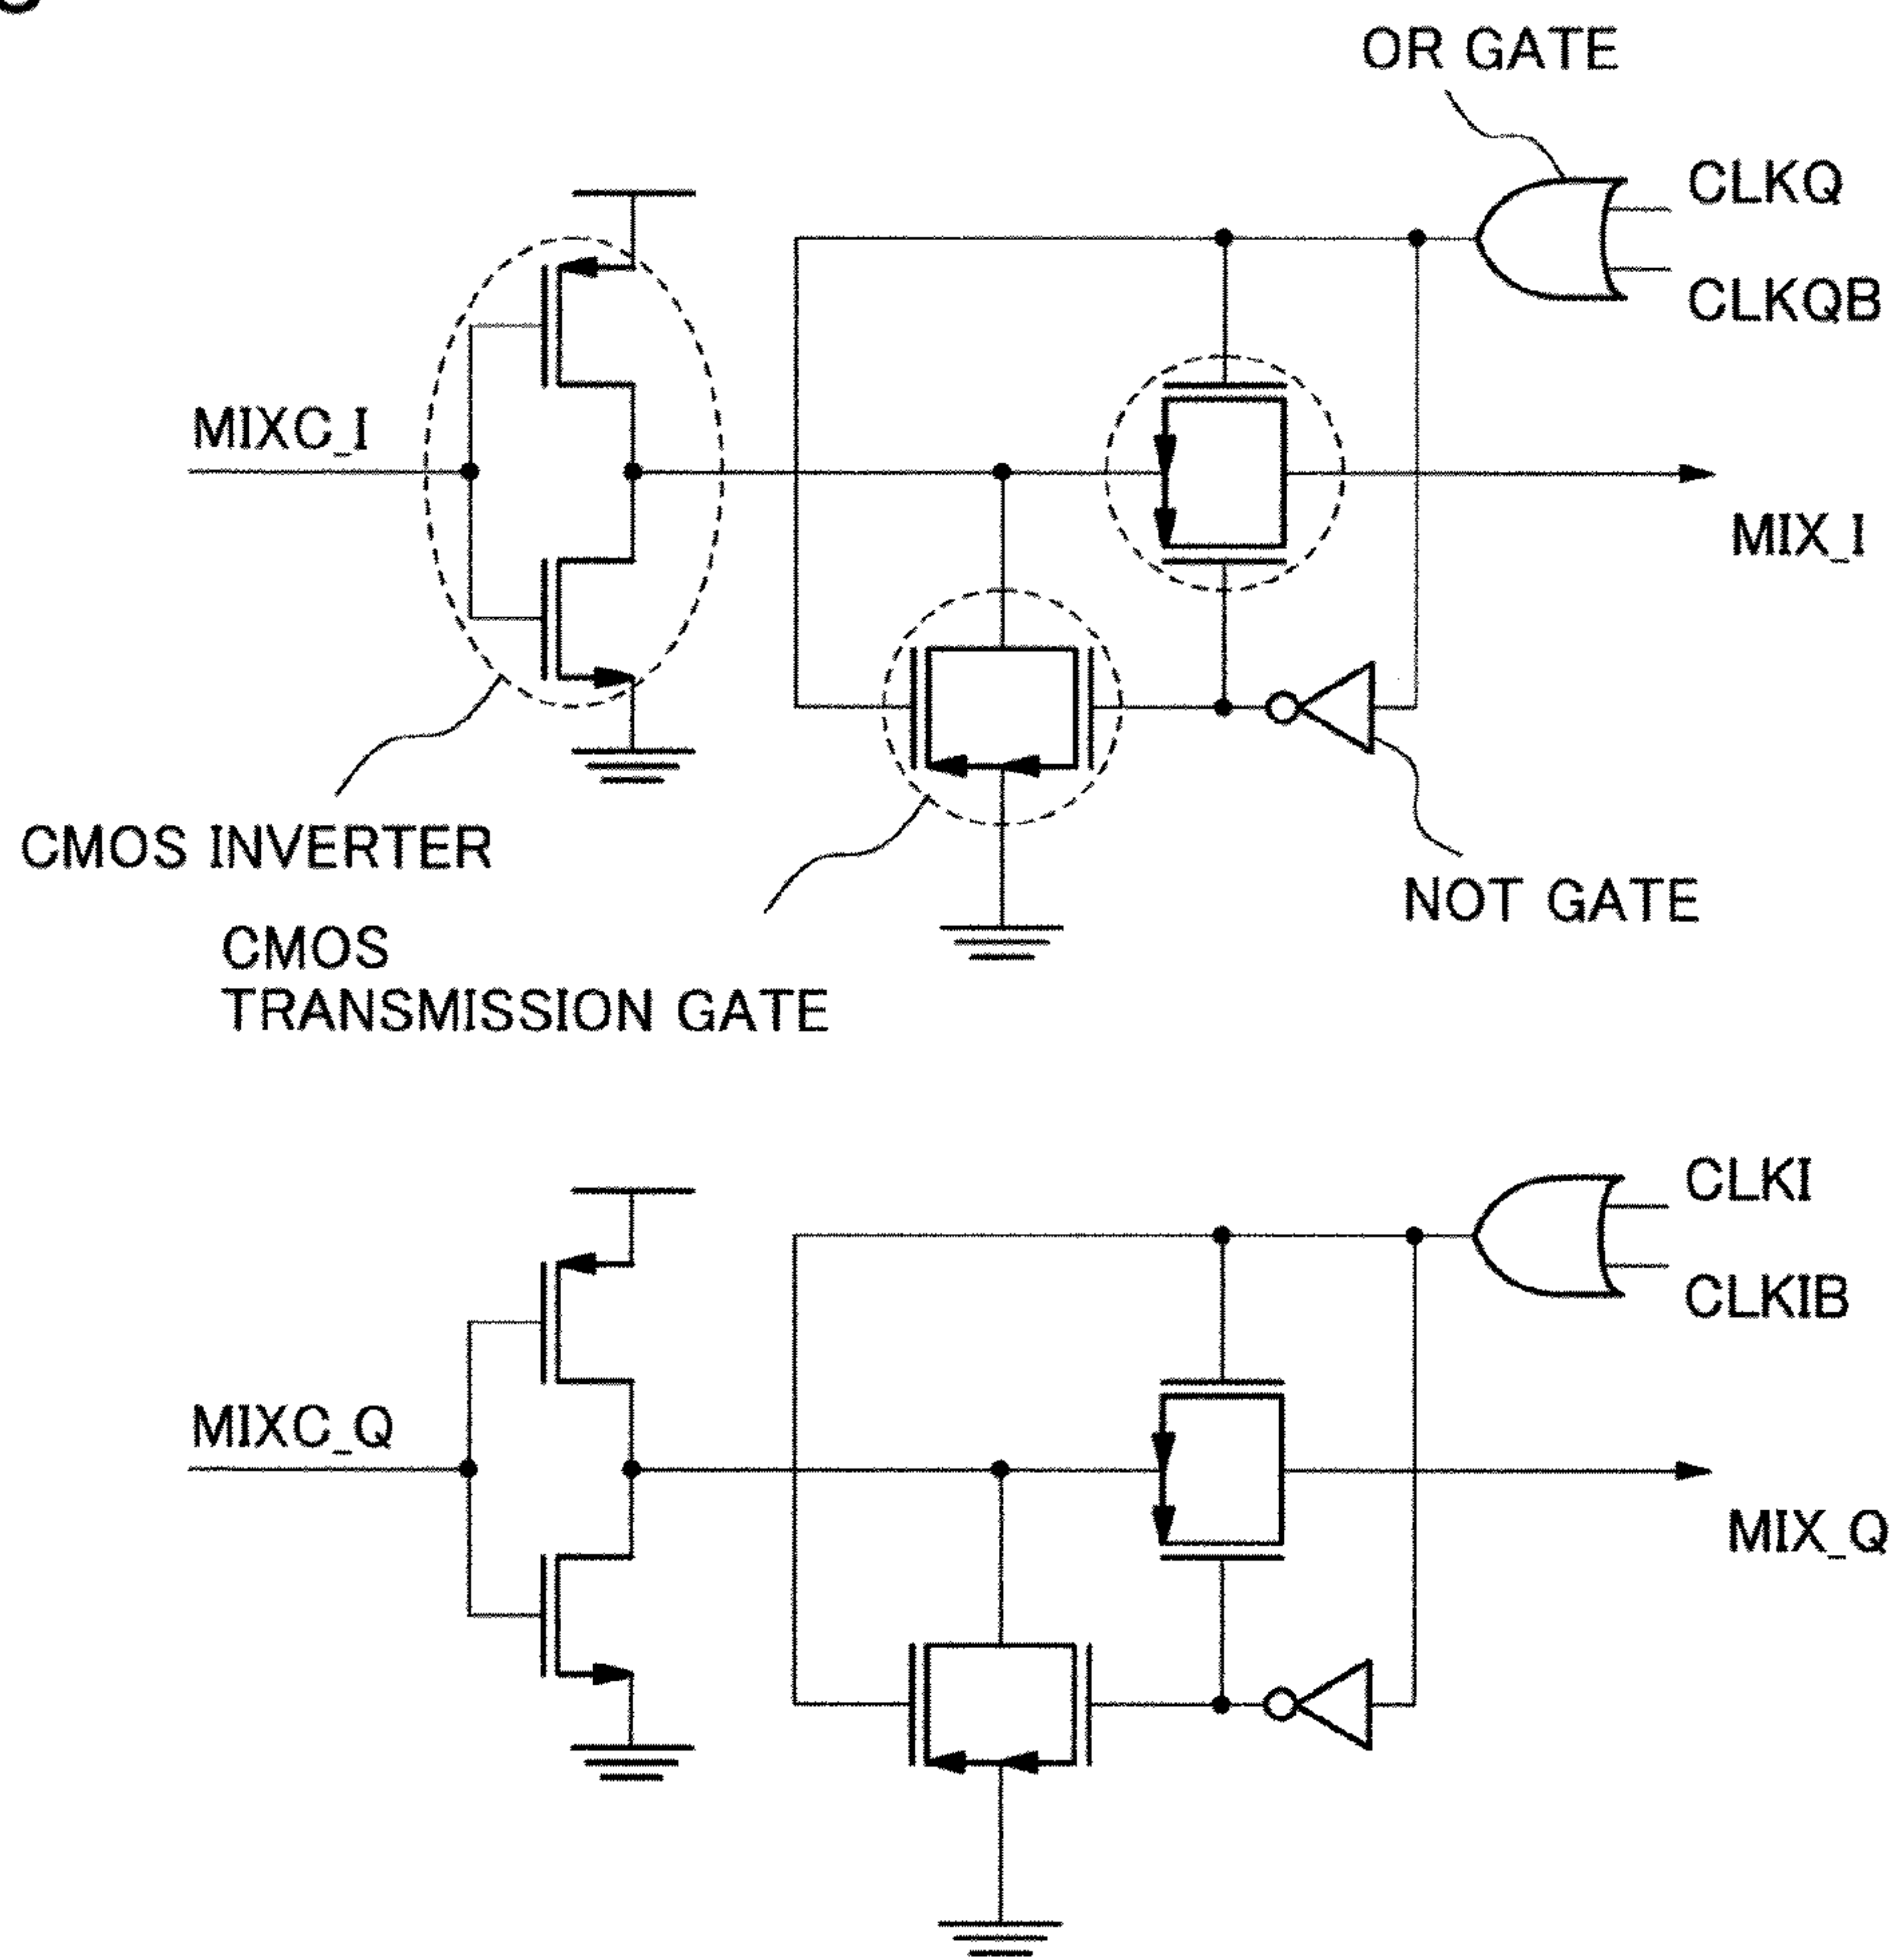 OR GATE
CLKQ
CLKQB
MIXC_I
MIX_I
CMOS INVERTER
NOT GATE
CMOS
TRANSMISSION GATE
CLKI
CLKIB
MIXC_Q
MIX_Q